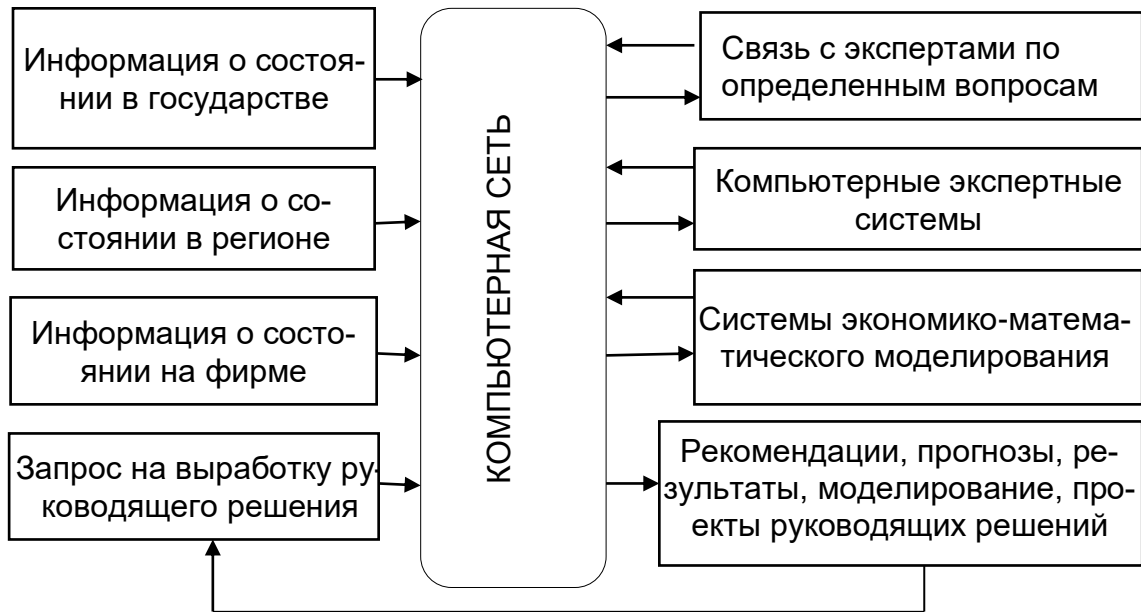 Информация о состоя-
нии в государстве
Информация о со-
стоянии в регионе
Информация о состо-
янии на фирме
Запрос на выработку ру-
ководящего решения
КОМПЬЮТЕРНАЯ СЕТЬ
Связь с экспертами по
определенным вопросам
Компьютерные экспертные
системы
Системы экономико-матема-
тического моделирования
Рекомендации, прогнозы, ре-
зультаты, моделирование, про-
екты руководящих решений